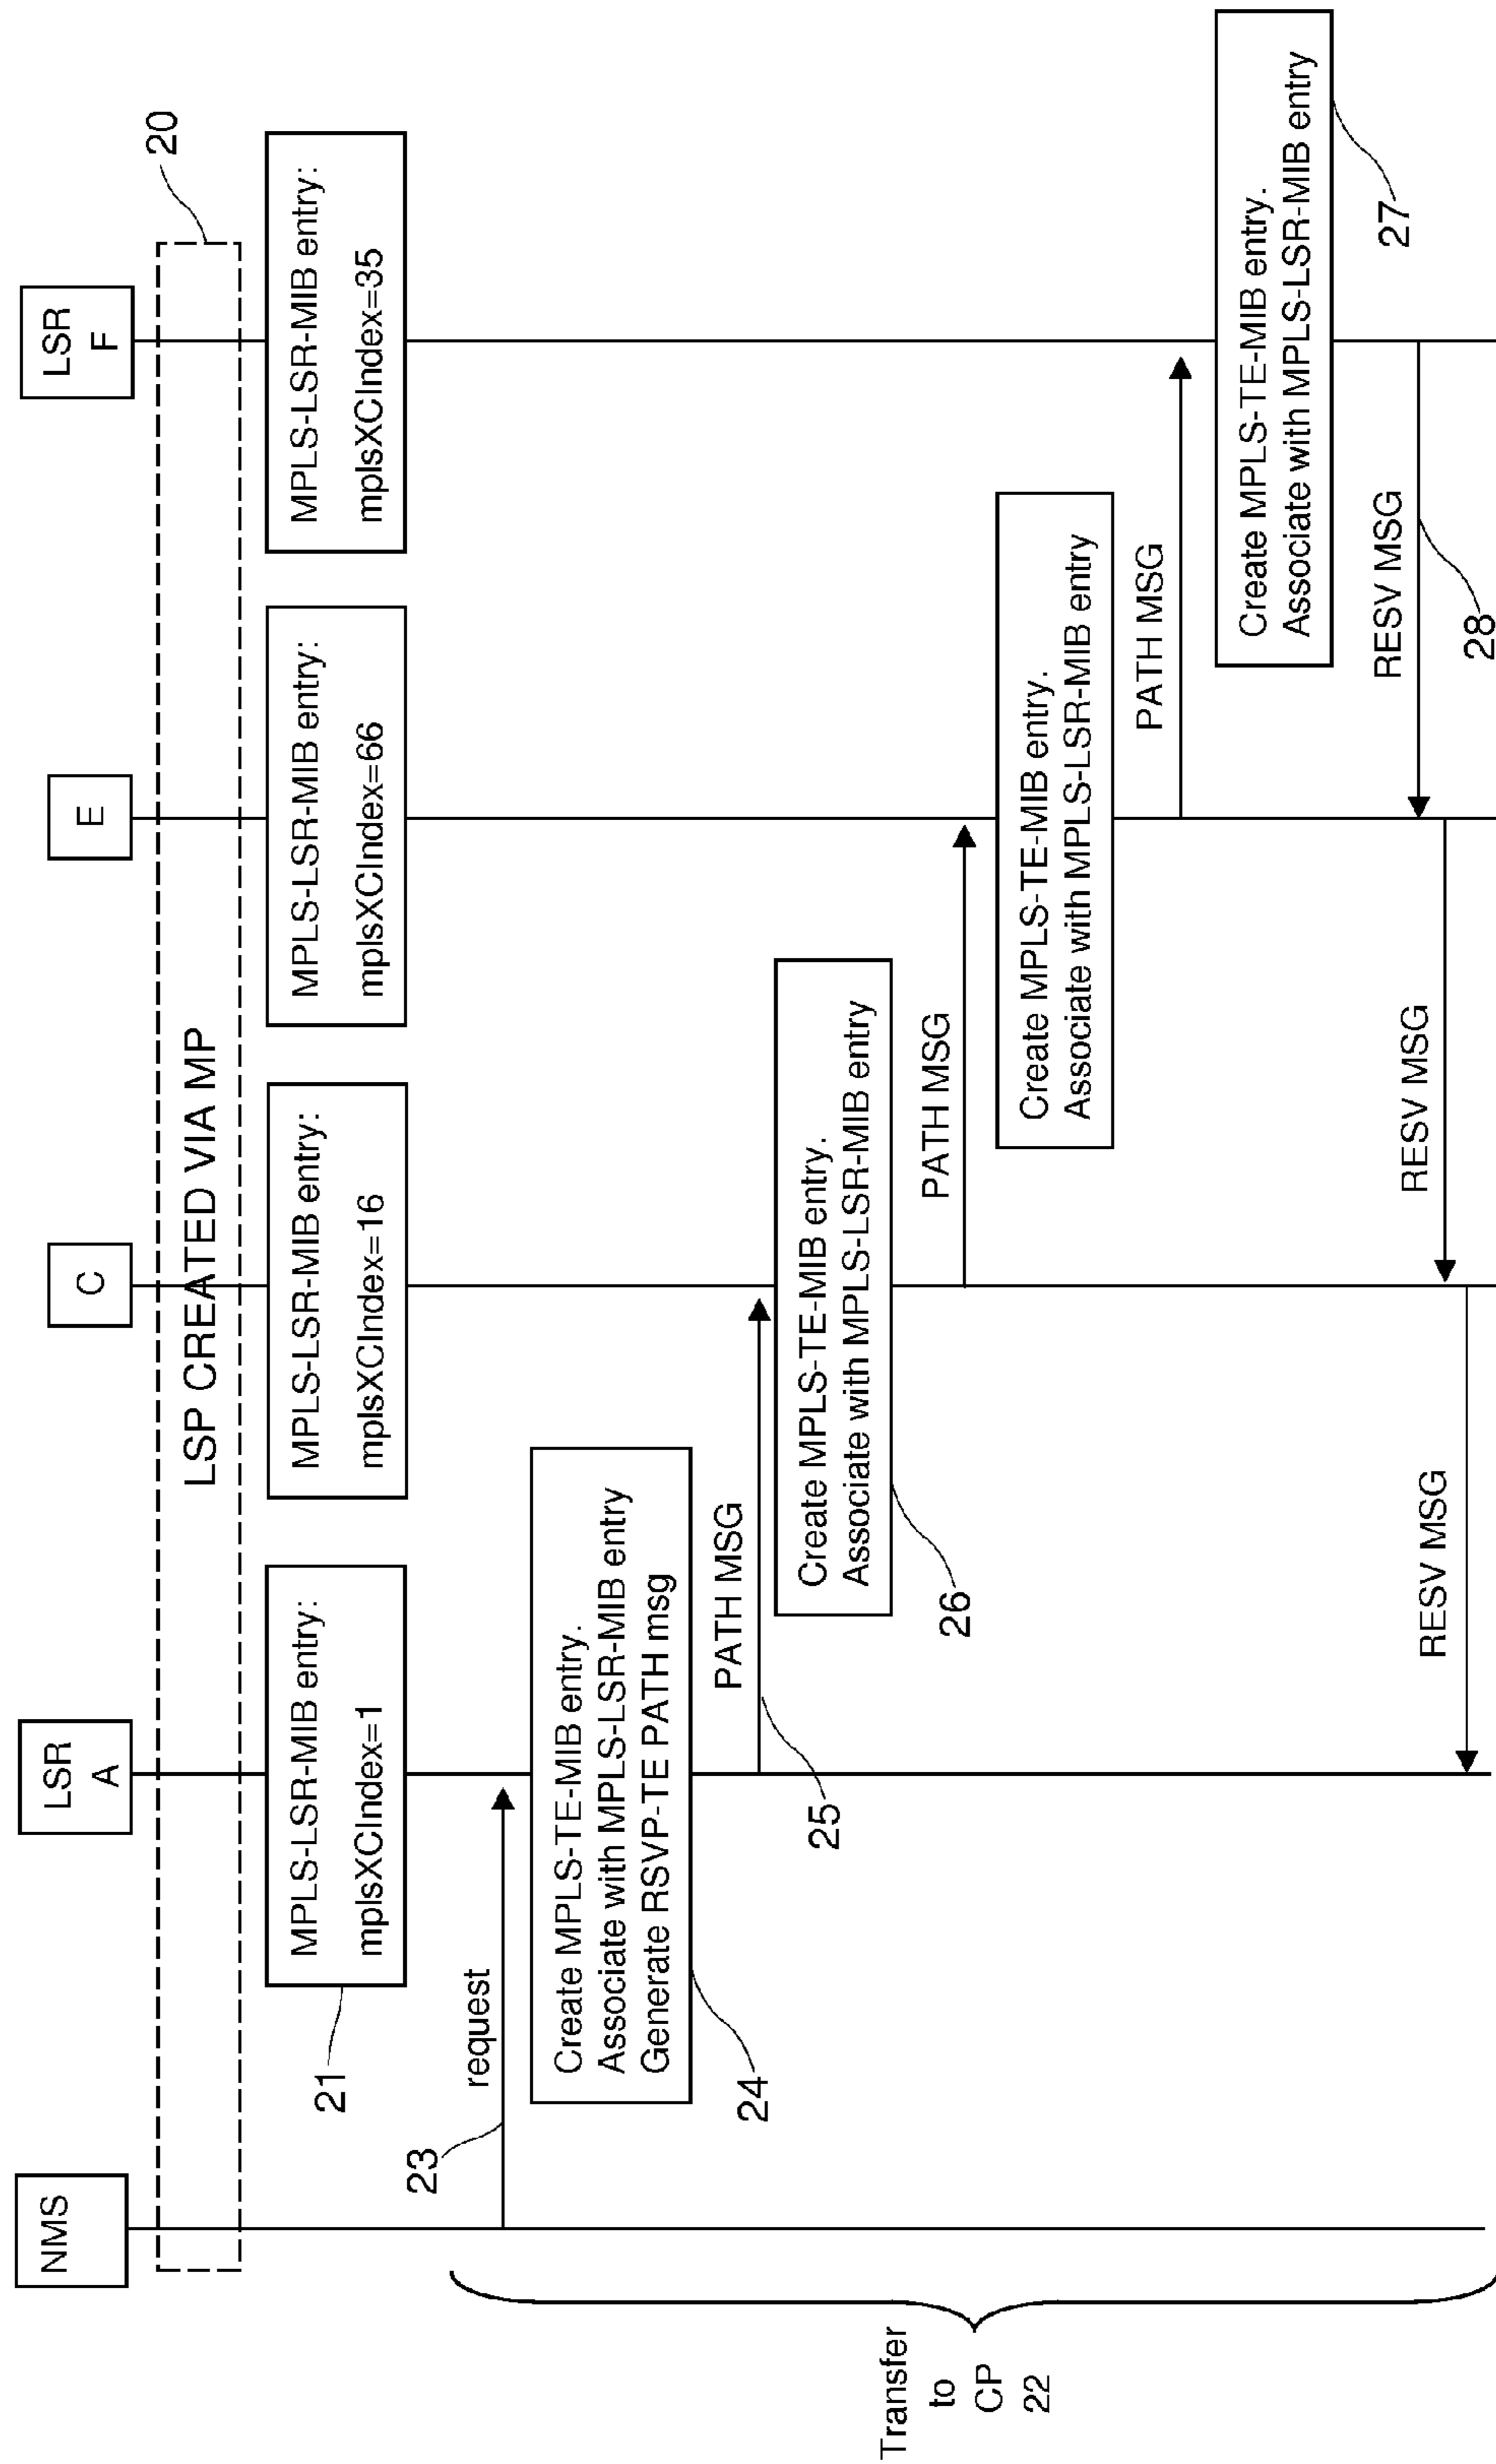 NMS
LSR
A
C
E
LSR
F
20
LSP CREATED VIA MP
21
MPLS-LSR-MIB entry:
mplsXCIndex=1
MPLS-LSR-MIB entry:
mplsXCIndex=16
MPLS-LSR-MIB entry:
mplsXCIndex=66
MPLS-LSR-MIB entry:
mplsXCIndex=35
23
request
Create MPLS-TE-MIB entry.
Associate with MPLS-LSR-MIB entry
Generate RSVP-TE PATH msg
24
PATH MSG
25
Create MPLS-TE-MIB entry.
Associate with MPLS-LSR-MIB entry
26
PATH MSG
Create MPLS-TE-MIB entry.
Associate with MPLS-LSR-MIB entry
PATH MSG
Create MPLS-TE-MIB entry.
Associate with MPLS-LSR-MIB entry
27
RESV MSG
28
RESV MSG
RESV MSG
Transfer
to
CP
22